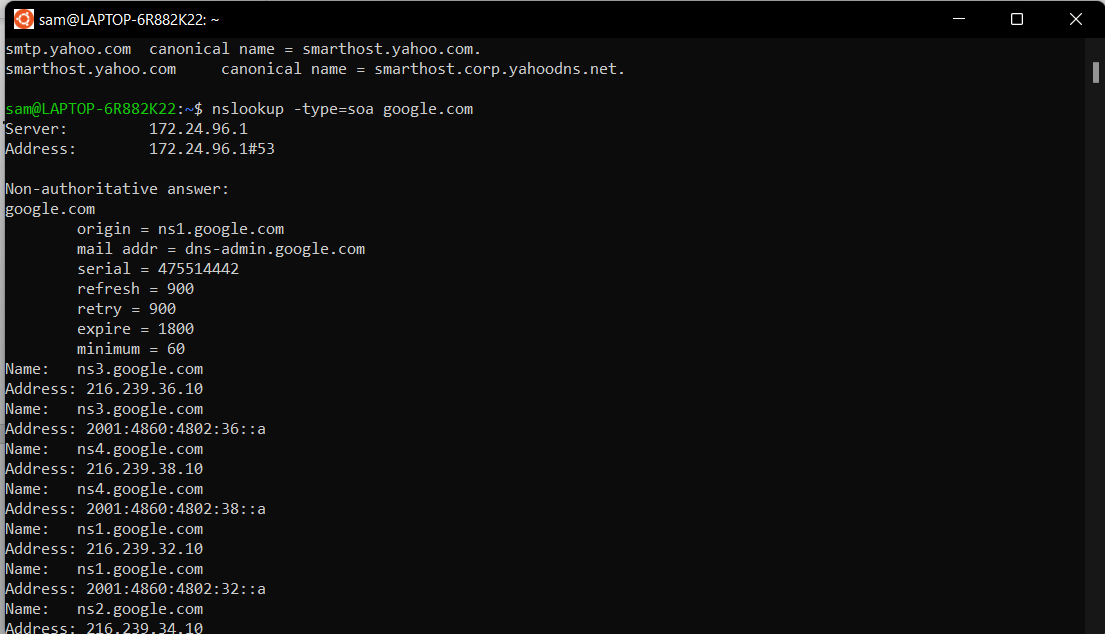 sam@LAPTOP-6R882K22: ~
smtp.yahoo.com  canonical name = smarthost.yahoo.com.
smarthost.yahoo.com     canonical name = smarthost.corp.yahoodns.net.
sam@LAPTOP-6R882K22:~$ nslookup -type=soa google.com
Server:         172.24.96.1
Address:        172.24.96.1#53
Non-authoritative answer:
google.com
        origin = ns1.google.com
        mail addr = dns-admin.google.com
        serial = 475514442
        refresh = 900
        retry = 900
        expire = 1800
        minimum = 60
Name:   ns3.google.com
Address: 216.239.36.10
Name:   ns3.google.com
Address: 2001:4860:4802:36::a
Name:   ns4.google.com
Address: 216.239.38.10
Name:   ns4.google.com
Address: 2001:4860:4802:38::a
Name:   ns1.google.com
Address: 216.239.32.10
Name:   ns1.google.com
Address: 2001:4860:4802:32::a
Name:   ns2.google.com
Address: 216.239.34.10